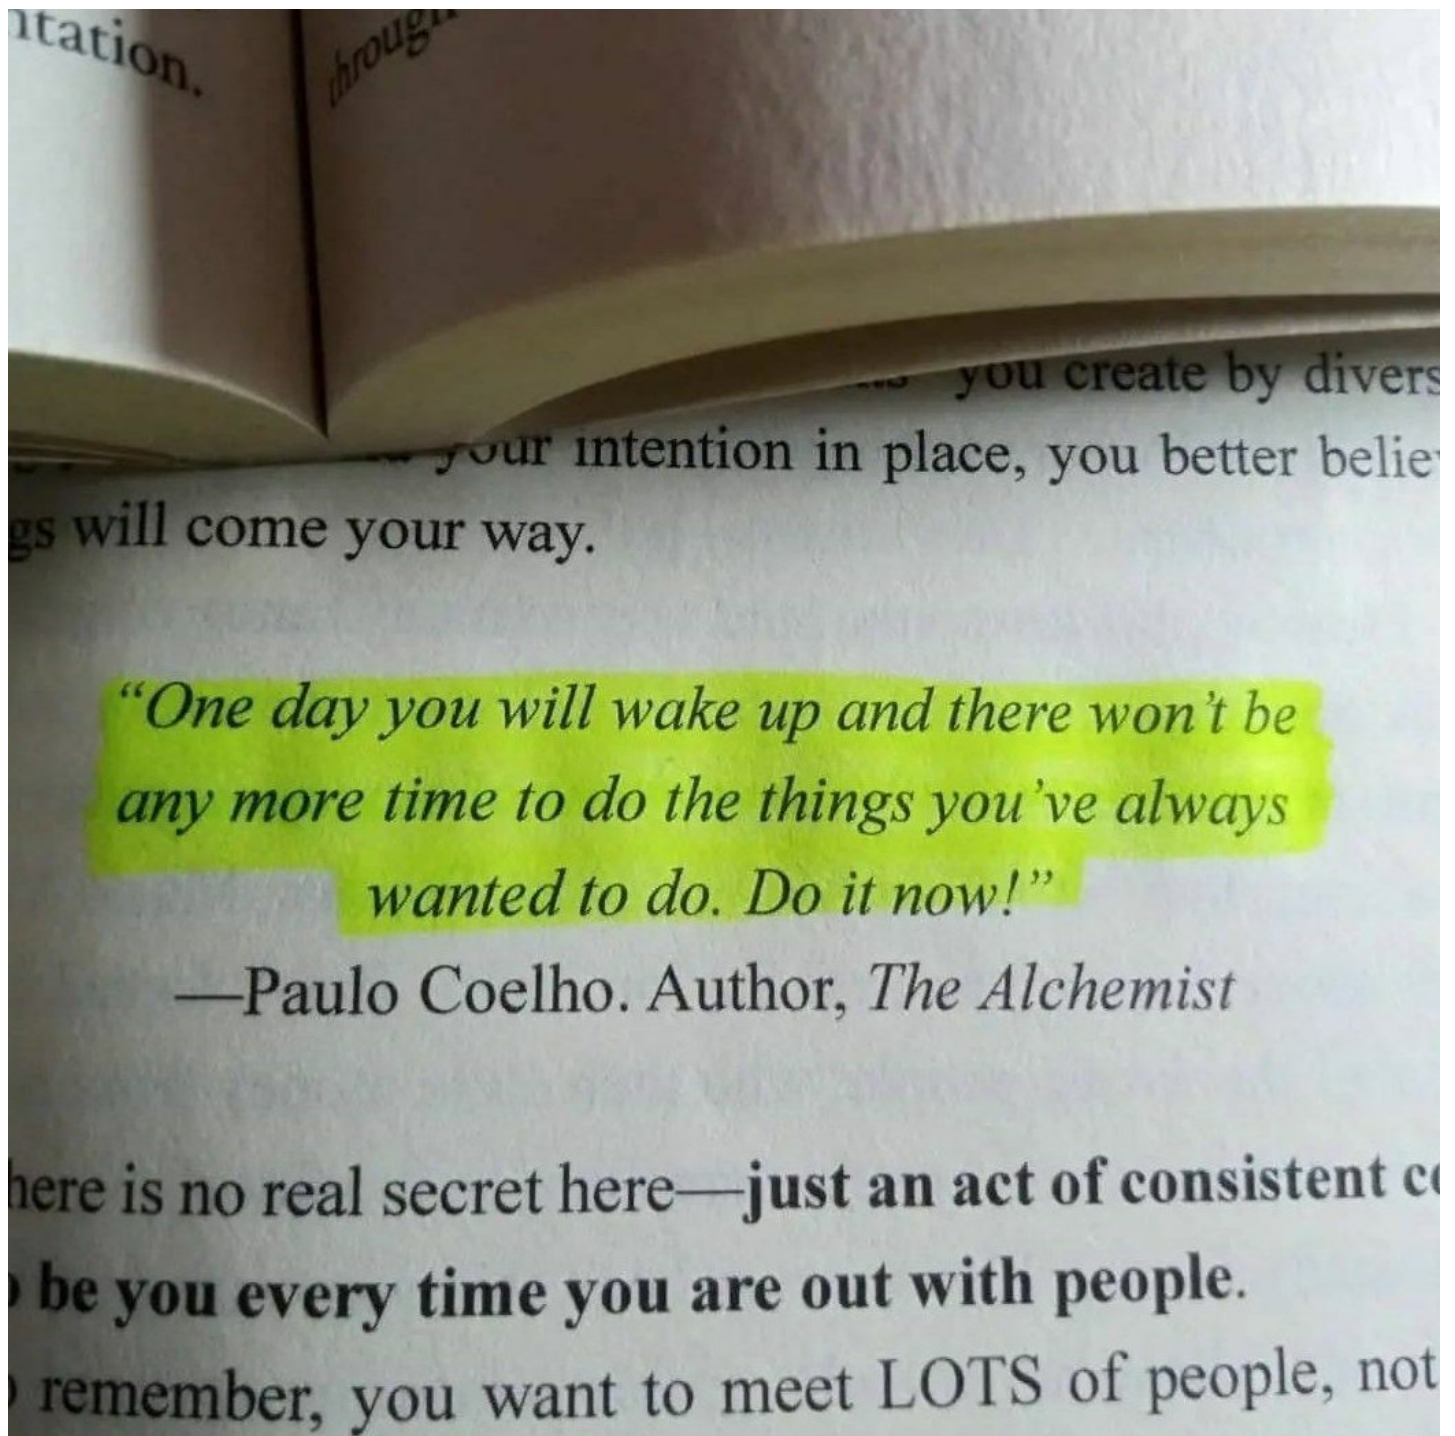 ntation.
through
you create by divers
your intention in place, you better belie
gs will come your way.
“One day you will wake up and there won’t be
any more time to do the things you’ve always
wanted to do. Do it now!”
—Paulo Coelho. Author, The Alchemist
here is no real secret here—just an act of consistent co
be you every time you are out with people.
remember, you want to meet LOTS of people, not